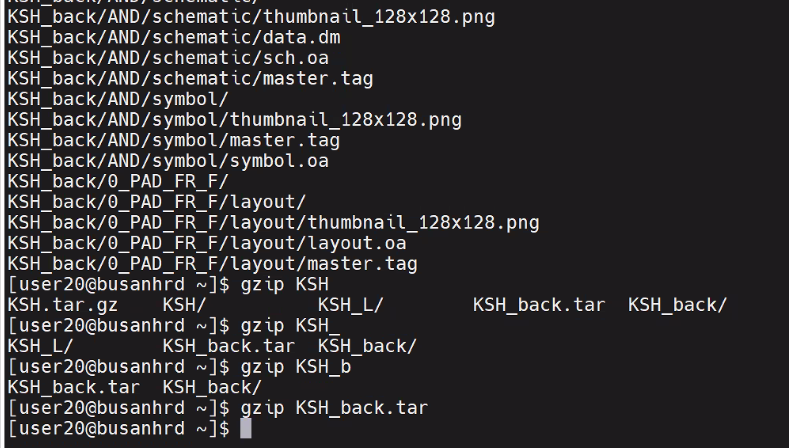 KSH_back/AND/schematic/
KSH_back/AND/schematic/thumbnail_128x128.png
KSH_back/AND/schematic/data.dm
KSH_back/AND/schematic/sch.oa
KSH_back/AND/schematic/master.tag
KSH_back/AND/symbol/
KSH_back/AND/symbol/thumbnail_128x128.png
KSH_back/AND/symbol/master.tag
KSH_back/AND/symbol/symbol.oa
KSH_back/0_PAD_FR_F/
KSH_back/0_PAD_FR_F/layout/
KSH_back/0_PAD_FR_F/layout/thumbnail_128x128.png
KSH_back/0_PAD_FR_F/layout/layout.oa
KSH_back/0_PAD_FR_F/layout/master.tag
[user20@busanhrd ~]$ gzip KSH
KSH.tar.gz    KSH/          KSH_L/        KSH_back.tar  KSH_back/
[user20@busanhrd ~]$ gzip KSH_
KSH_L/        KSH_back.tar  KSH_back/
[user20@busanhrd ~]$ gzip KSH_b
KSH_back.tar  KSH_back/
[user20@busanhrd ~]$ gzip KSH_back.tar
[user20@busanhrd ~]$